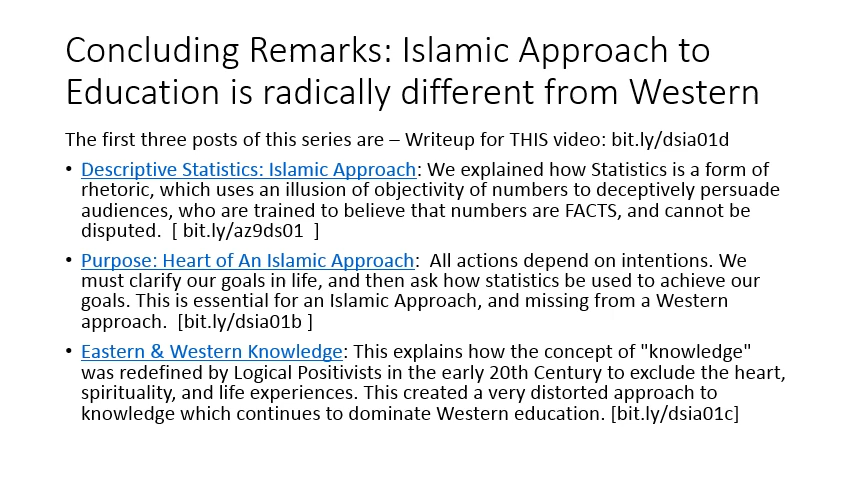 Concluding Remarks: Islamic Approach to
Education is radically different from Western
The first three posts of this series are – Writeup for THIS video: bit.ly/dsia01d
• Descriptive Statistics: Islamic Approach: We explained how Statistics is a form of
rhetoric, which uses an illusion of objectivity of numbers to deceptively persuade
audiences, who are trained to believe that numbers are FACTS, and cannot be
disputed.  [ bit.ly/az9ds01  ]
• Purpose: Heart of An Islamic Approach:  All actions depend on intentions. We
must clarify our goals in life, and then ask how statistics be used to achieve our
goals. This is essential for an Islamic Approach, and missing from a Western
approach.  [bit.ly/dsia01b ]
• Eastern & Western Knowledge: This explains how the concept of "knowledge"
was redefined by Logical Positivists in the early 20th Century to exclude the heart,
spirituality, and life experiences. This created a very distorted approach to
knowledge which continues to dominate Western education. [bit.ly/dsia01c]